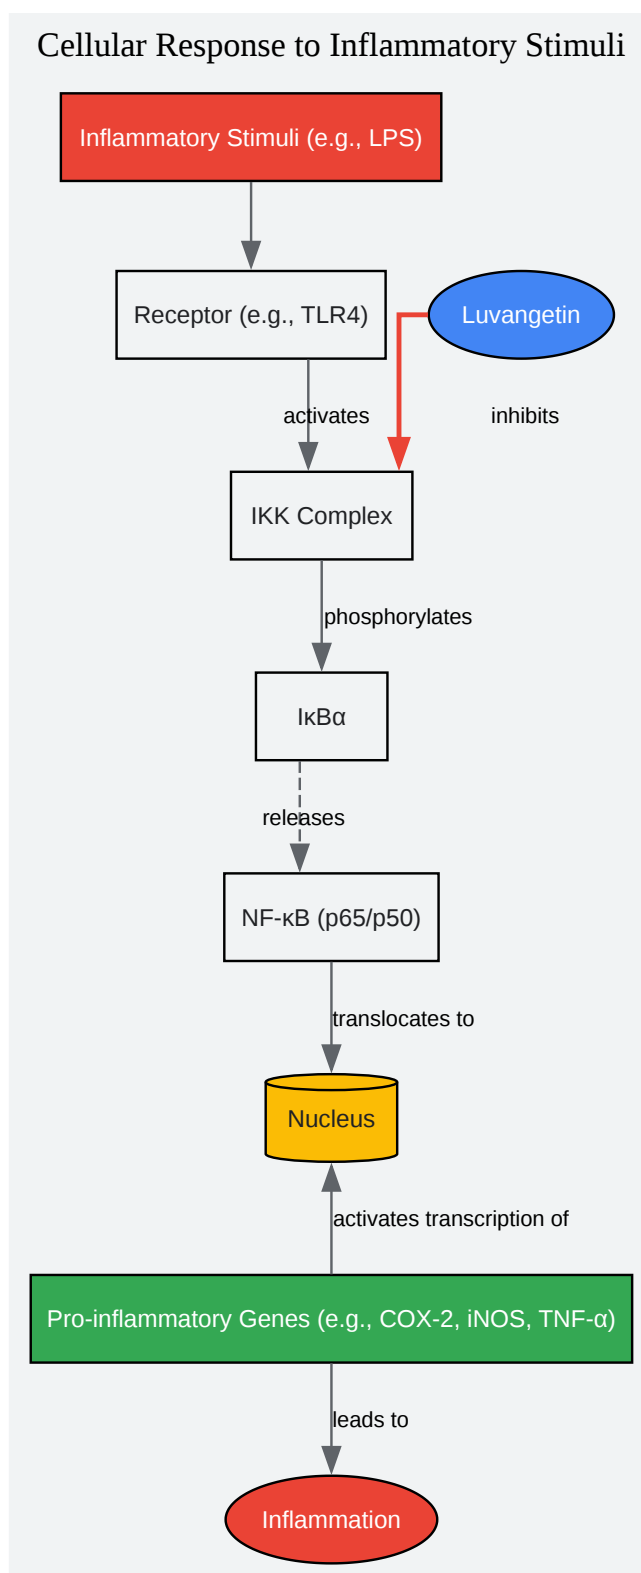 Cellular Response to Inflammatory Stimuli
Inflammatory Stimuli (e.g., LPS)
Receptor (e.g., TLR4)
Luvangetin
activates
inhibits
IKK Complex
phosphorylates
IκBα
releases
NF-κB (p65/p50)
translocates to
Nucleus
activates transcription of
Pro-inflammatory Genes (e.g., COX-2, iNOS, TNF-α)
leads to
Inflammation